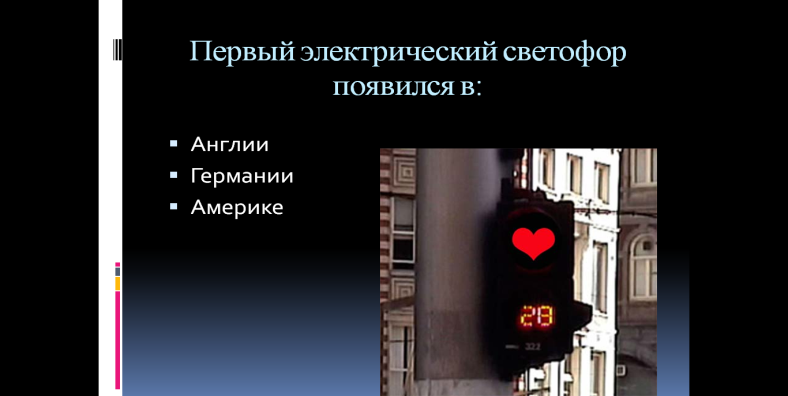 Первый электрический светофор
появился в:
Англии
Германии
Америке
28
322